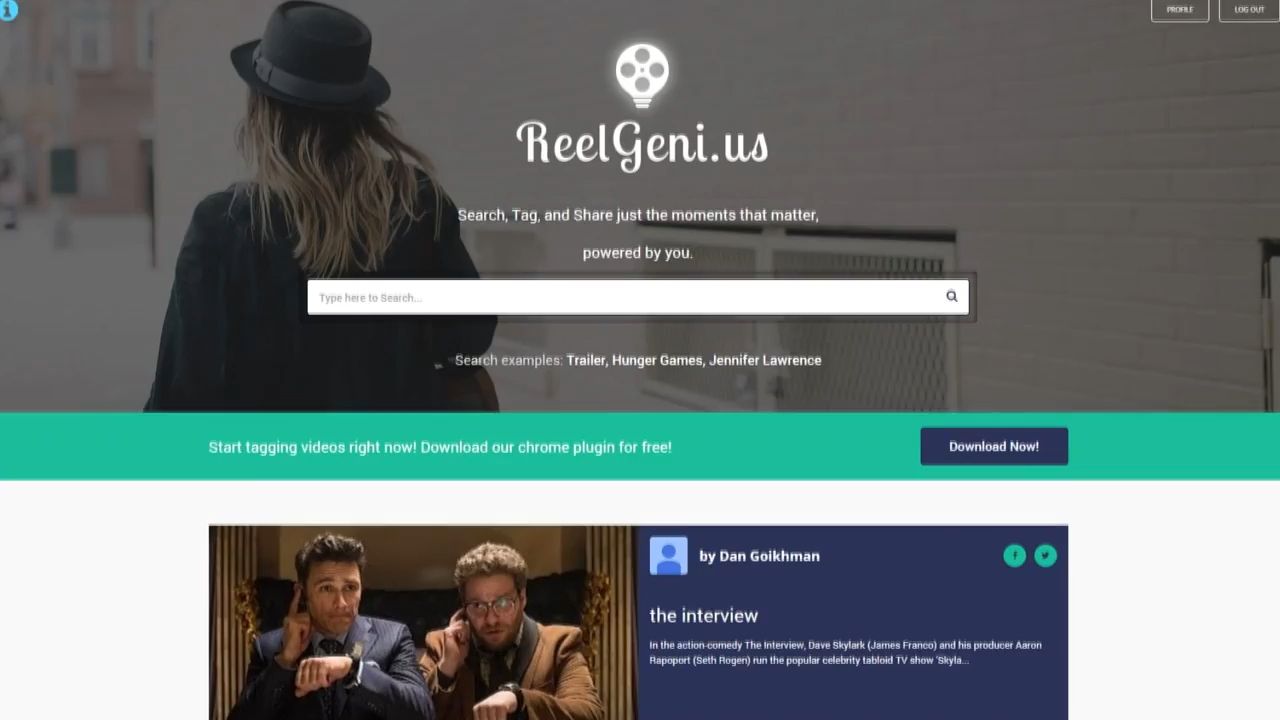 PROFILE
LOG OUT
ReelGeni.us
Search, Tag, and Share just the moments that matter,
powered by you.
Type here to Search...
Search examples: Trailer, Hunger Games, Jennifer Lawrence
Start tagging videos right now! Download our chrome plugin for free!
Download Now!
by Dan Goikhman
the interview
In the action-comedy The Interview, Dave Skylark (James Franco) and his producer Aaron
Rapoport (Seth Rogen) run the popular celebrity tabloid TV show 'Skyla...